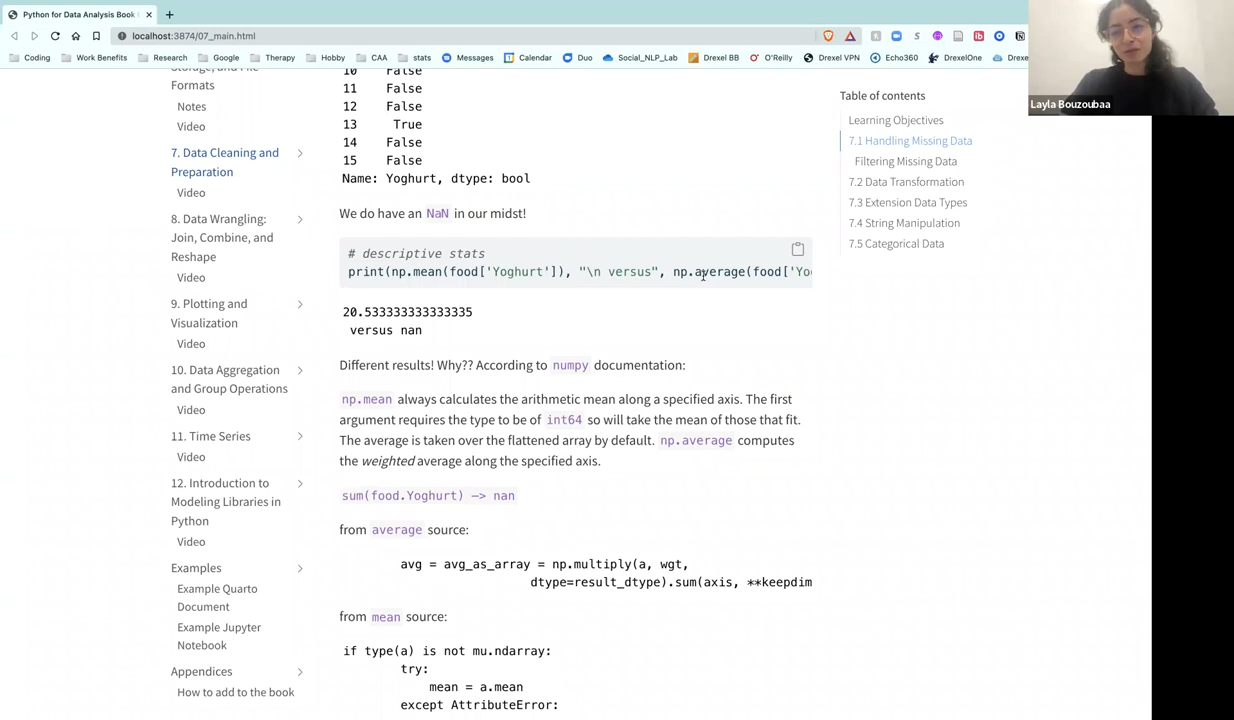 Python for Data Analysis Book
localhost:3874/07_main.html
Coding
Work Benefits
Research
Google
Therapy
Hobby
CAA
stats
Messages
Calendar
Duo
Social_NLP_Lab
Drexel BB
O'Reilly
Drexel VPN
Echo360
DrexelOne
Drexe
Layla Bouzoubaa
Storage, and File
Formats
Notes
Video
7. Data Cleaning and
Preparation
Video
8. Data Wrangling:
Join, Combine, and
Reshape
Video
9. Plotting and
Visualization
Video
10. Data Aggregation
and Group Operations
Video
11. Time Series
Video
12. Introduction to
Modeling Libraries in
Python
Video
Examples
Example Quarto
Document
Example Jupyter
Notebook
Appendices
How to add to the book
10 False
11 False
12 False
13 True
14 False
15 False
Name: Yoghurt, dtype: bool
We do have an NaN in our midst!
# descriptive stats
print(np.mean(food['Yoghurt']), "\n versus", np.average(food['Yo
20.533333333333335
versus nan
Different results! Why?? According to numpy documentation:
np.mean always calculates the arithmetic mean along a specified axis. The first
argument requires the type to be of int64 so will take the mean of those that fit.
The average is taken over the flattened array by default. np.average computes
the weighted average along the specified axis.
sum(food.Yoghurt) —> nan
from average source:
avg = avg_as_array = np.multiply(a, wgt,
dtype=result_dtype).sum(axis, **keepdim
from mean source:
if type(a) is not mu.ndarray:
try:
mean = a.mean
except AttributeError:
Table of contents
Learning Objectives
7.1 Handling Missing Data
Filtering Missing Data
7.2 Data Transformation
7.3 Extension Data Types
7.4 String Manipulation
7.5 Categorical Data